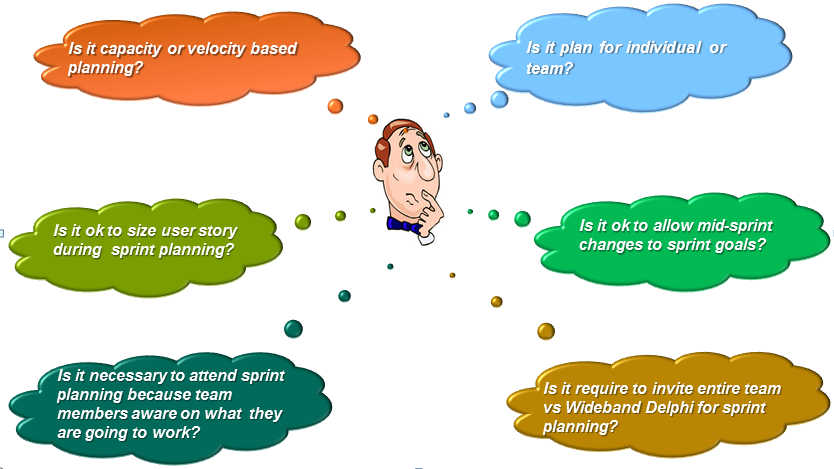 Is it capacity or velocity based
planning?
Is it plan for individual or
team?
Is it ok to size user story
during sprint planning?
Is it ok to allow mid-sprint
changes to sprint goals?
Is it necessary to attend sprint
planning because team
members aware on what they
are going to work?
Is it require to invite entire team
vs Wideband Delphi for sprint
planning?